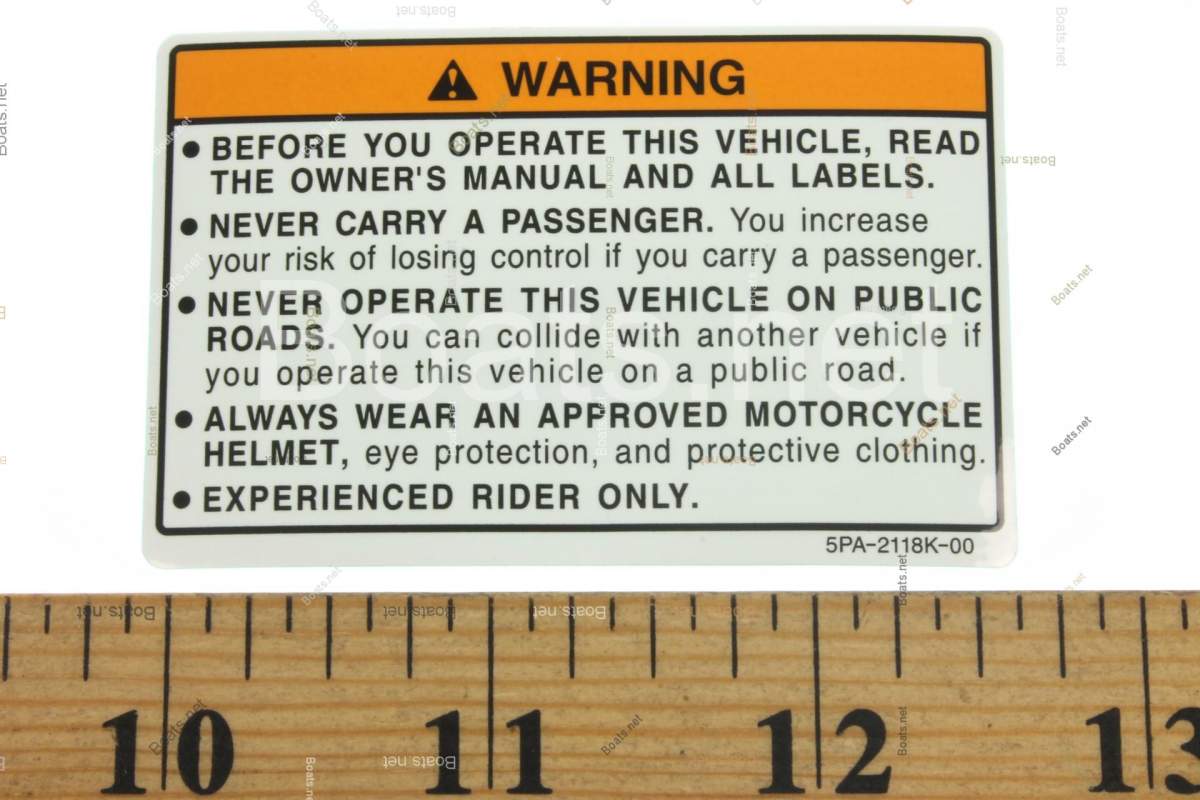 WARNING
• BEFORE YOU OPERATE THIS VEHICLE, READ
THE OWNER'S MANUAL AND ALL LABELS.
• NEVER CARRY A PASSENGER. You increase
your risk of losing control if you carry a passenger.
• NEVER OPERATE THIS VEHICLE ON PUBLIC
ROADS. You can collide with another vehicle if
you operate this vehicle on a public road.
• ALWAYS WEAR AN APPROVED MOTORCYCLE
HELMET, eye protection, and protective clothing.
• EXPERIENCED RIDER ONLY.
5PA-2118K-00
Boats.net
10 11 12 13